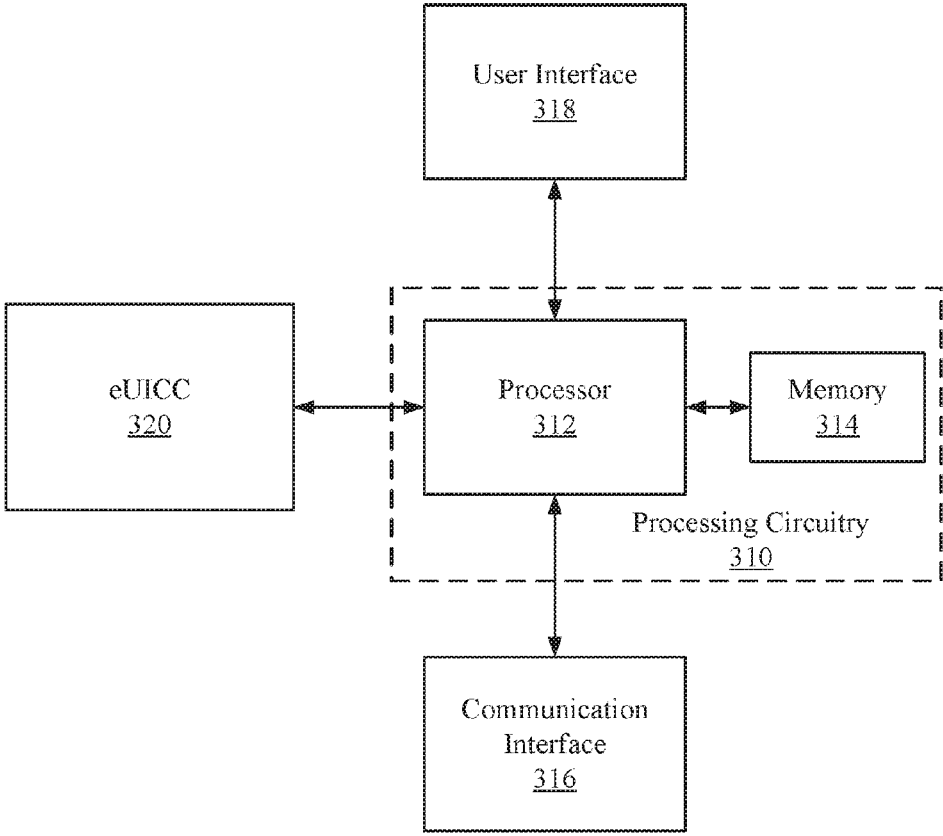 User Interface
318
eUICC
320
Processor
312
Memory
314
Processing Circuitry
310
Communication
Interface
316